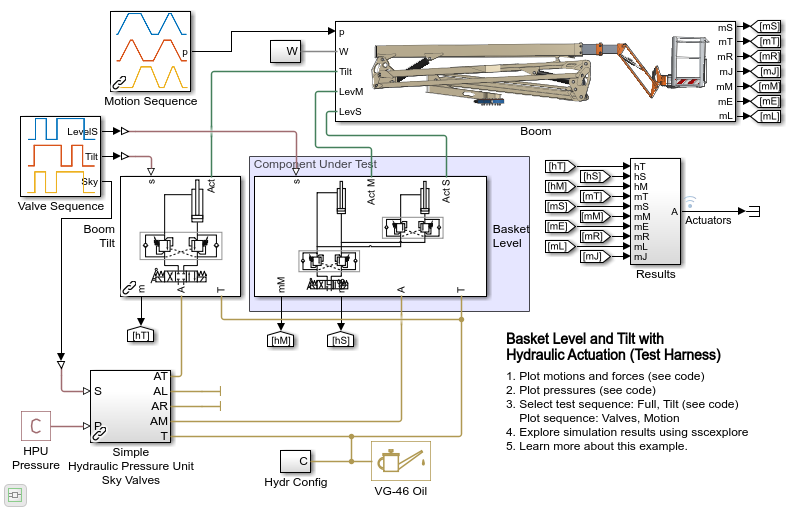 Motion Sequence
p
W
p
W
Tilt
LevM
LevS
mS
mT
mR
mJ
mM
mE
mL
[mS]
[mT]
[mR]
[mJ]
[mM]
[mE]
[mL]
Boom
LevelS
Tilt
Sky
Valve Sequence
Boom
Tilt
s
Act
m
A
T
[hT]
Component Under Test
s
Act M
Act S
mM
A
T
Basket
Level
[hM]
[hS]
[hT]
[hS]
[hM]
[mT]
[mS]
[mM]
[mE]
[mR]
[mL]
[mJ]
hT
hS
hM
mT
mS
mM
mE
mR
mL
mJ
A
Results
Actuators
Basket Level and Tilt with
Hydraulic Actuation (Test Harness)
1. Plot motions and forces (see code)
2. Plot pressures (see code)
3. Select test sequence: Full, Tilt (see code)
Plot sequence: Valves, Motion
4. Explore simulation results using sscexplore
5. Learn more about this example.
S
P
AT
AL
AR
AM
T
Simple
Hydraulic Pressure Unit
Sky Valves
C
HPU
Pressure
C
Hydr Config
VG-46 Oil